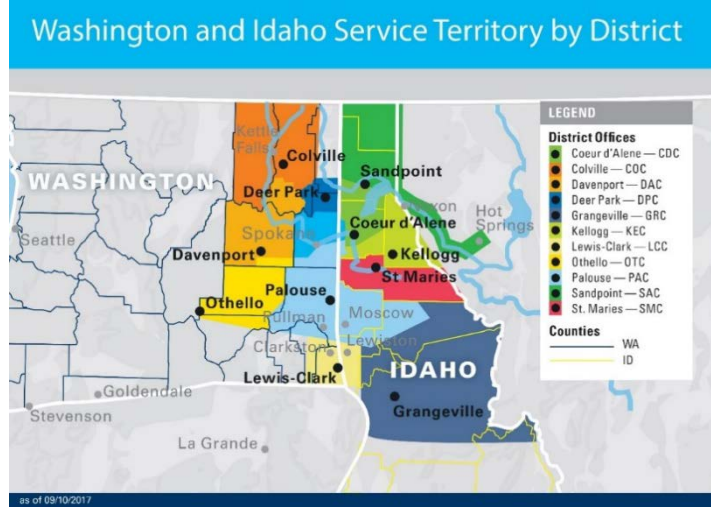 Washington and Idaho Service Territory by District
LEGEND
District Offices
Coeur d'Alene — CDC
Colville — COC
Davenport — DAC
Deer Park — DPC
Grangeville — GRC
Kellogg — KEC
Lewis-Clark — LCC
Othello — OTC
Palouse — PAC
Sandpoint — SAC
St. Maries — SMC
Counties
WA
ID
Kettle
Falls
Colville
WASHINGTON
Sandpoint
Deer Park
Hot
Springs
Seattle
Spokane
Coeur d'Alene
Davenport
Kellogg
St Maries
Othello
Palouse
Pullman
Moscow
Clarkston
Lewiston
Lewis-Clark
IDAHO
Goldendale
Grangeville
Stevenson
La Grande
as of 09/10/2017